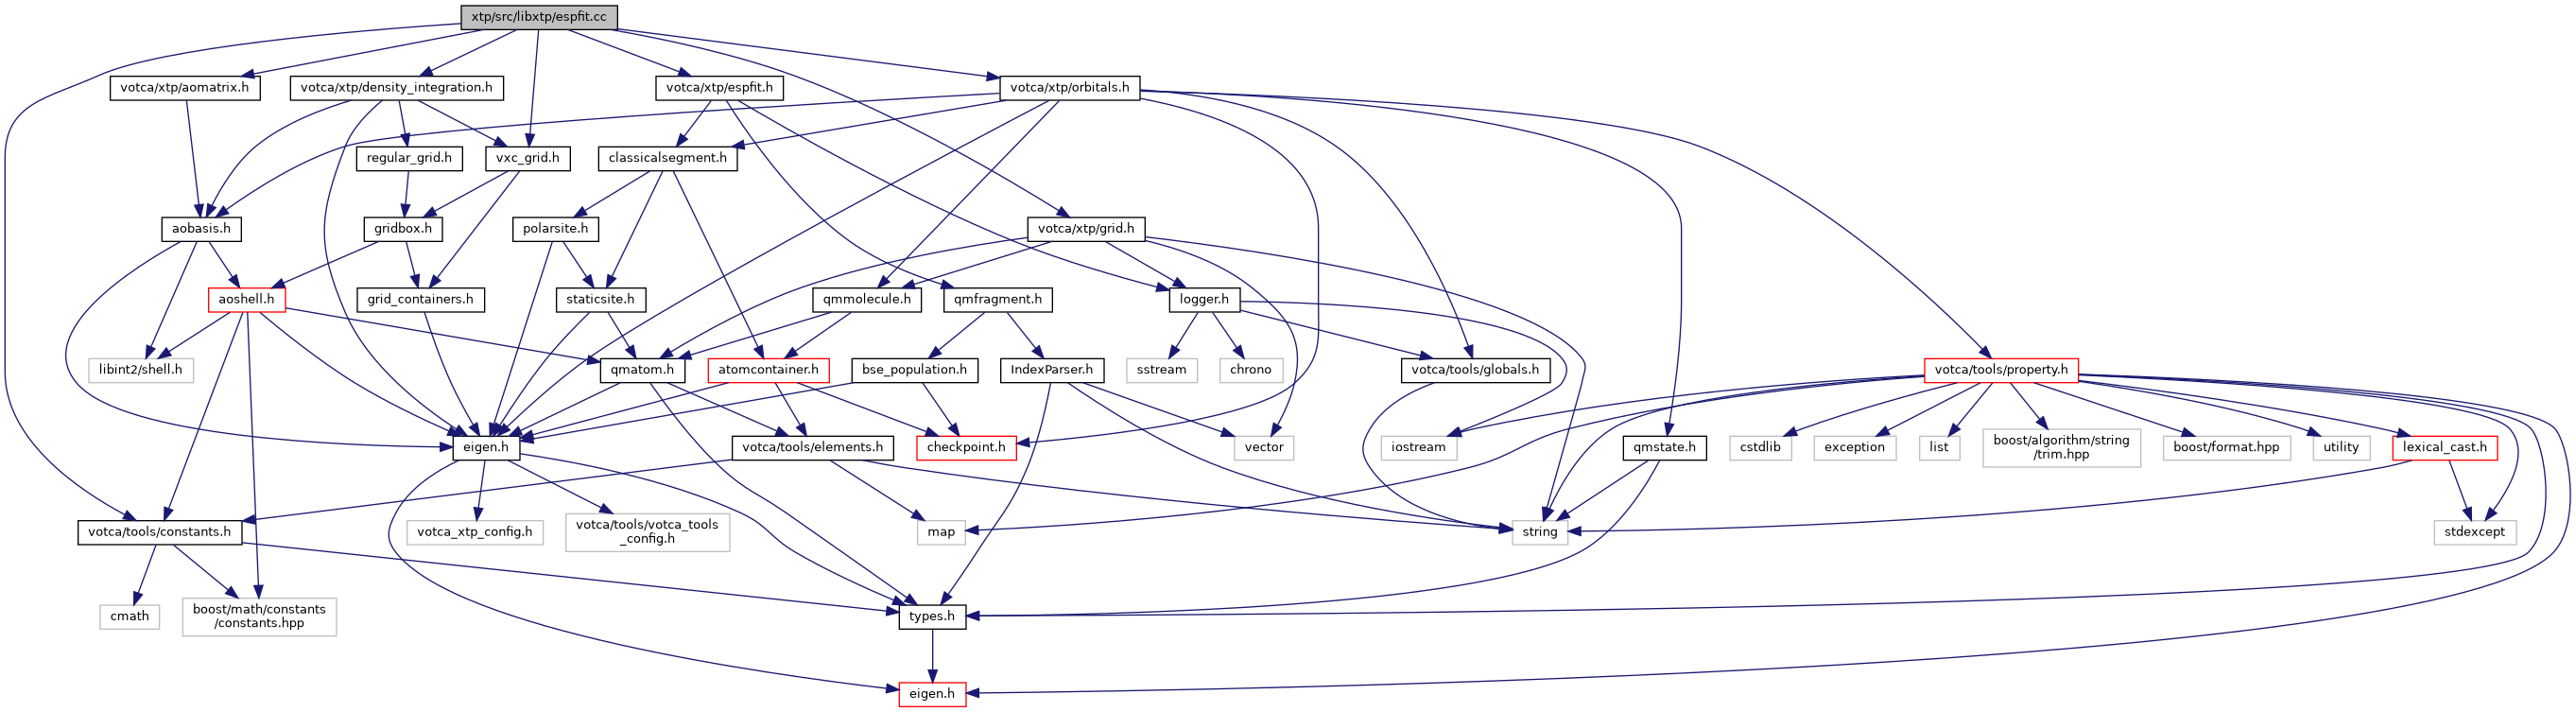 xtp/src/libxtp/espfit.cc
votca/xtp/aomatrix.h
votca/xtp/density_integration.h
votca/xtp/espfit.h
votca/xtp/orbitals.h
regular_grid.h
vxc_grid.h
classicalsegment.h
aobasis.h
gridbox.h
polarsite.h
votca/xtp/grid.h
aoshell.h
grid_containers.h
staticsite.h
qmmolecule.h
qmfragment.h
logger.h
libint2/shell.h
qmatom.h
atomcontainer.h
bse_population.h
IndexParser.h
sstream
chrono
votca/tools/globals.h
votca/tools/property.h
eigen.h
votca/tools/elements.h
checkpoint.h
vector
iostream
qmstate.h
cstdlib
exception
list
boost/algorithm/string
/trim.hpp
boost/format.hpp
utility
lexical_cast.h
votca/tools/constants.h
votca_xtp_config.h
votca/tools/votca_tools
_config.h
map
string
stdexcept
cmath
boost/math/constants
/constants.hpp
types.h
eigen.h